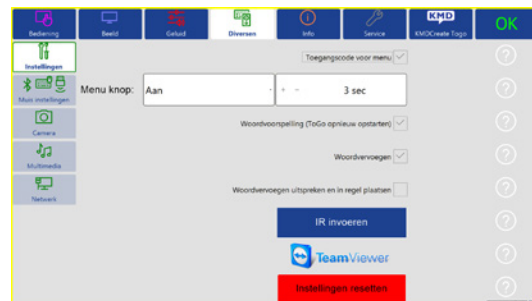 Bediening Beeld Geluid Diversen Info Service KMDCreate Togo OK
KMD
Instellingen
Toegangscode voor menu
Muis instellingen
Menu knop: Aan + - 3 sec
Camera
Woordvoorspelling (ToGo opnieuw opstarten)
Multimedia
Woordvervoegen
Netwerk
Woordvervoegen uitspreken en in regel plaatsen
IR invoeren
TeamViewer
Instellingen resetten